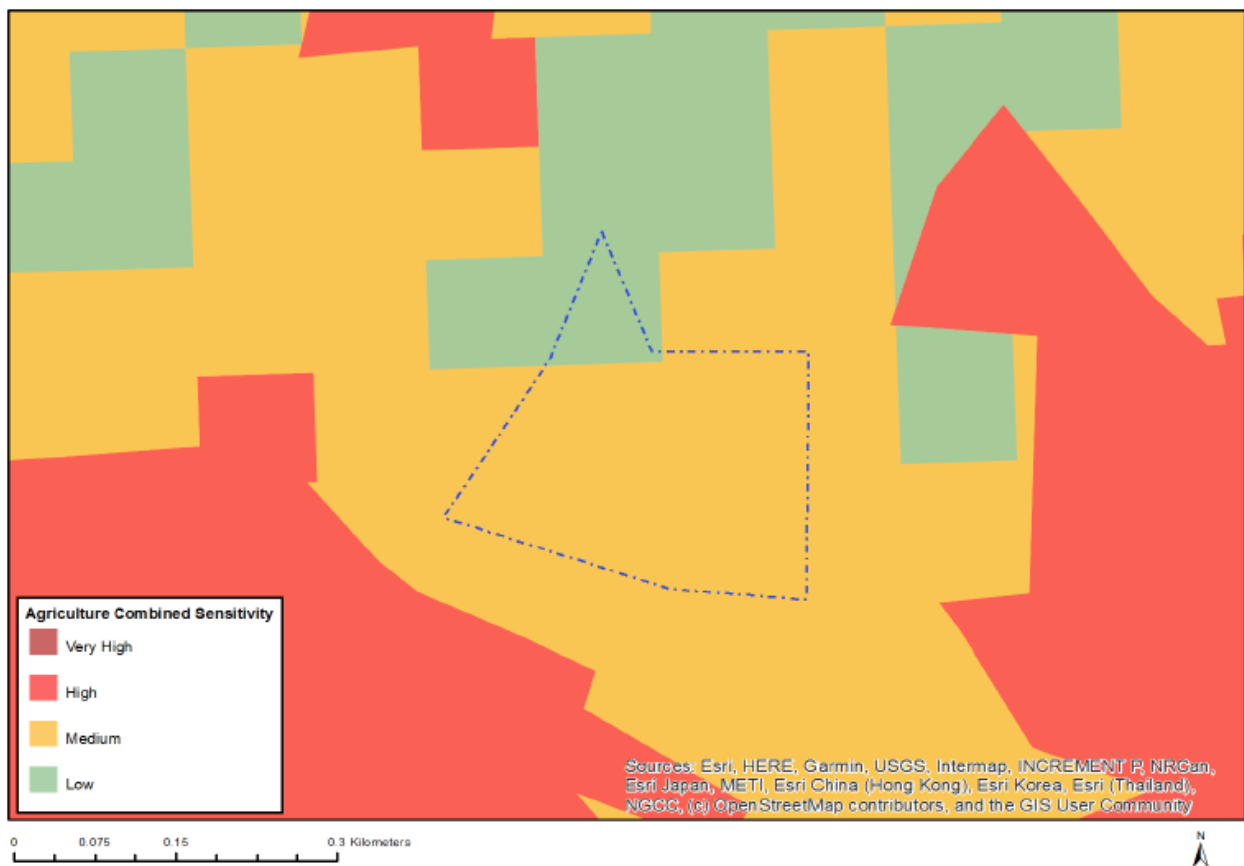 Agriculture Combined Sensitivity
Very High
High
Medium
Low
Sources: Esri, HERE, Garmin, USGS, Intermap, INCREMENT P, NRCan,
Esri Japan, METI, Esri China (Hong Kong), Esri Korea, Esri (Thailand),
NGCC, (c) OpenStreetMap contributors, and the GIS User Community
0 0.075 0.15 0.3 Kilometers
N